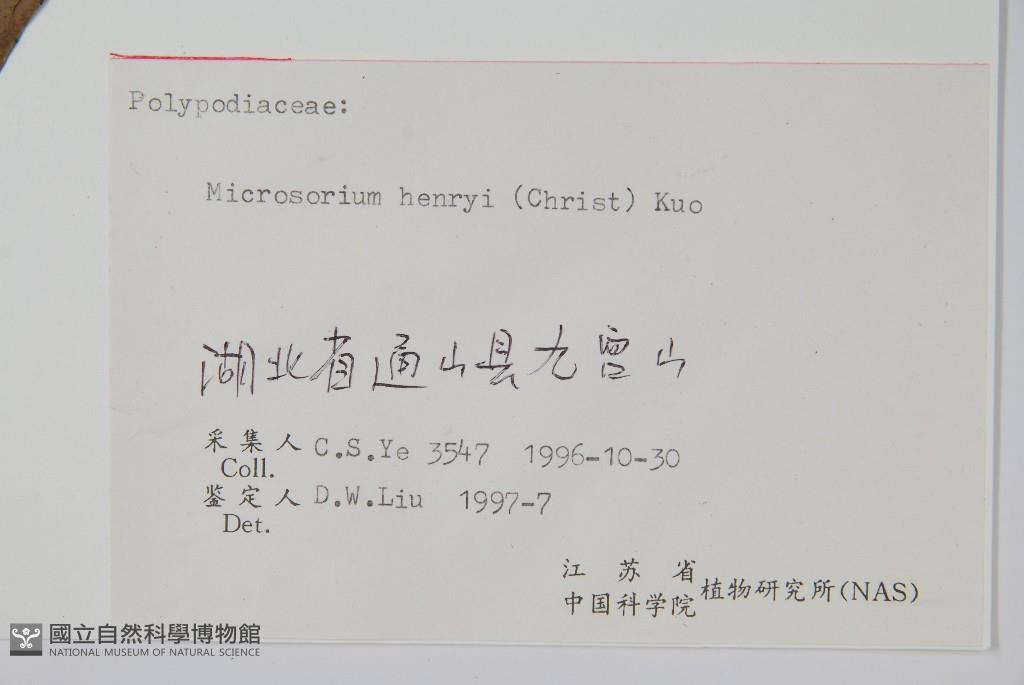 Polypodiaceae:
Microsorium henryi (Christ) Kuo
湖北省通山县九宫山
采集人 C.S.Ye 3547 1996-10-30
Coll.
鉴定人 D.W.Liu 1997-7
Det.
江苏省
中国科学院 植物研究所(NAS)
國立自然科學博物館
NATIONAL MUSEUM OF NATURAL SCIENCE